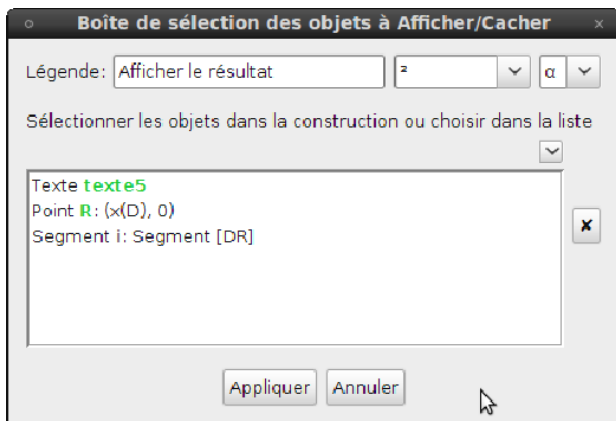 Boîte de sélection des objets à Afficher/Cacher
Légende: Afficher le résultat ² α
Sélectionner les objets dans la construction ou choisir dans la liste
Texte texte5
Point R: (x(D), 0)
Segment i: Segment [DR]
Appliquer Annuler